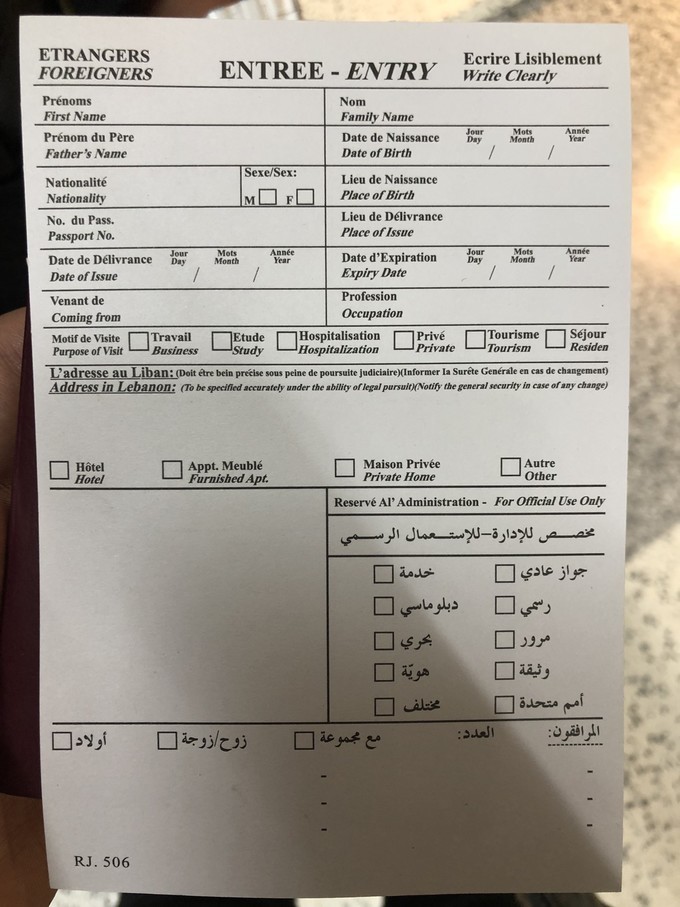 ETRANGERS
FOREIGNERS
ENTREE - ENTRY
Ecrire Lisiblement
Write Clearly
Prénoms
First Name
Nom
Family Name
Prénom du Père
Father's Name
Date de Naissance Jour Mots Année
Date of Birth Day / Month / Year
Nationalité
Nationality
Sexe/Sex:
M F
Lieu de Naissance
Place of Birth
No. du Pass.
Passport No.
Lieu de Délivrance
Place of Issue
Date de Délivrance Jour Mots Année
Date of Issue Day / Month / Year
Date d'Expiration Jour Mots Année
Expiry Date Day / Month / Year
Venant de
Coming from
Profession
Occupation
Motif de Visite Travail Etude Hospitalisation Privé Tourisme Séjour
Purpose of Visit Business Study Hospitalization Private Tourism Residen
L'adresse au Liban: (Doit être bein précise sous peine de poursuite judiciaire)(Informer la Surête Genérale en cas de changement)
Address in Lebanon: (To be specified accurately under the ability of legal pursuit)(Notify the general security in case of any change)
Hôtel Appt. Meublé Maison Privée Autre
Hotel Furnished Apt. Private Home Other
Reservé Al' Administration - For Official Use Only
مخصص للإدارة-للإستعمال الرسمي
جواز عادي خدمة
رسمي دبلوماسي
مرور بحري
وثيقة هويّة
أمم متحدة مختلف
المرافقون: العدد: مع مجموعة زوج/زوجة أولاد
- -
- -
- -
RJ. 506